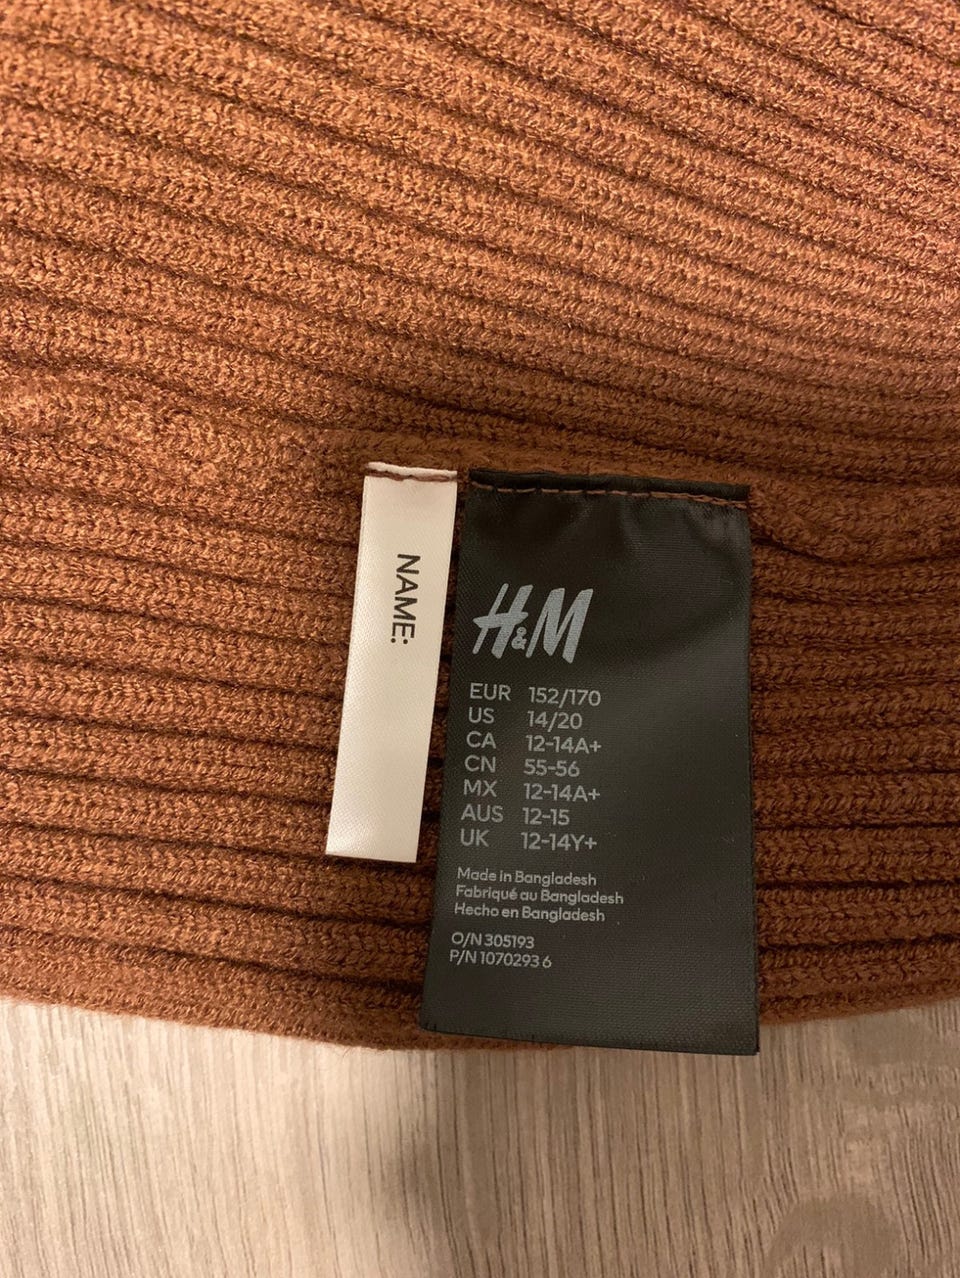 NAME:
H&M
EUR 152/170
US 14/20
CA 12-14A+
CN 55-56
MX 12-14A+
AUS 12-15
UK 12-14Y+
Made in Bangladesh
Fabriqué au Bangladesh
Hecho en Bangladesh
O/N 305193
P/N 1070293 6